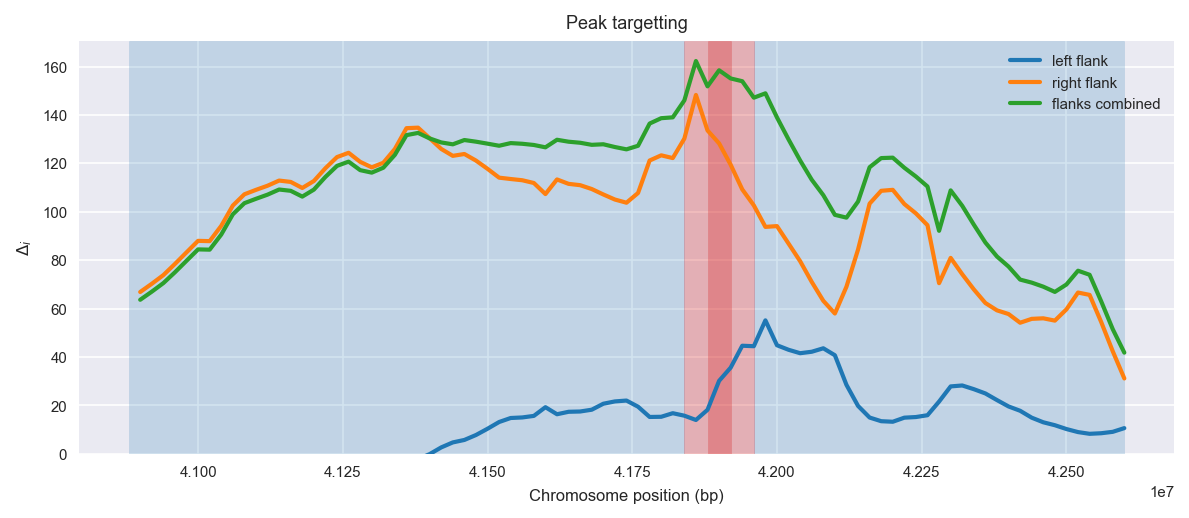 Peak targetting
left flank
right flank
flanks combined
160
140
120
100
80
60
40
20
0
Δi
4.100 4.125 4.150 4.175 4.200 4.225 4.250
1e7
Chromosome position (bp)